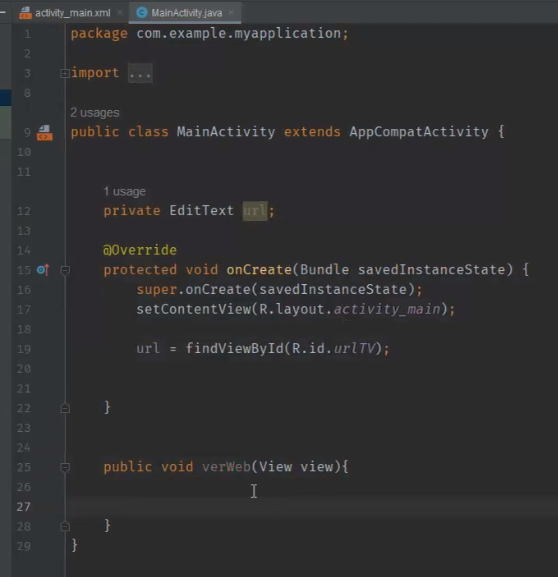 activity_main.xml MainActivity.java
1 package com.example.myapplication;
2
3 import ...
8
2 usages
9 public class MainActivity extends AppCompatActivity {
10
11
1 usage
12 private EditText url;
13
14 @Override
15 protected void onCreate(Bundle savedInstanceState) {
16 super.onCreate(savedInstanceState);
17 setContentView(R.layout.activity_main);
18
19 url = findViewById(R.id.urlTV);
20
21
22 }
23
24
25 public void verWeb(View view){
26
27
28 }
29 }